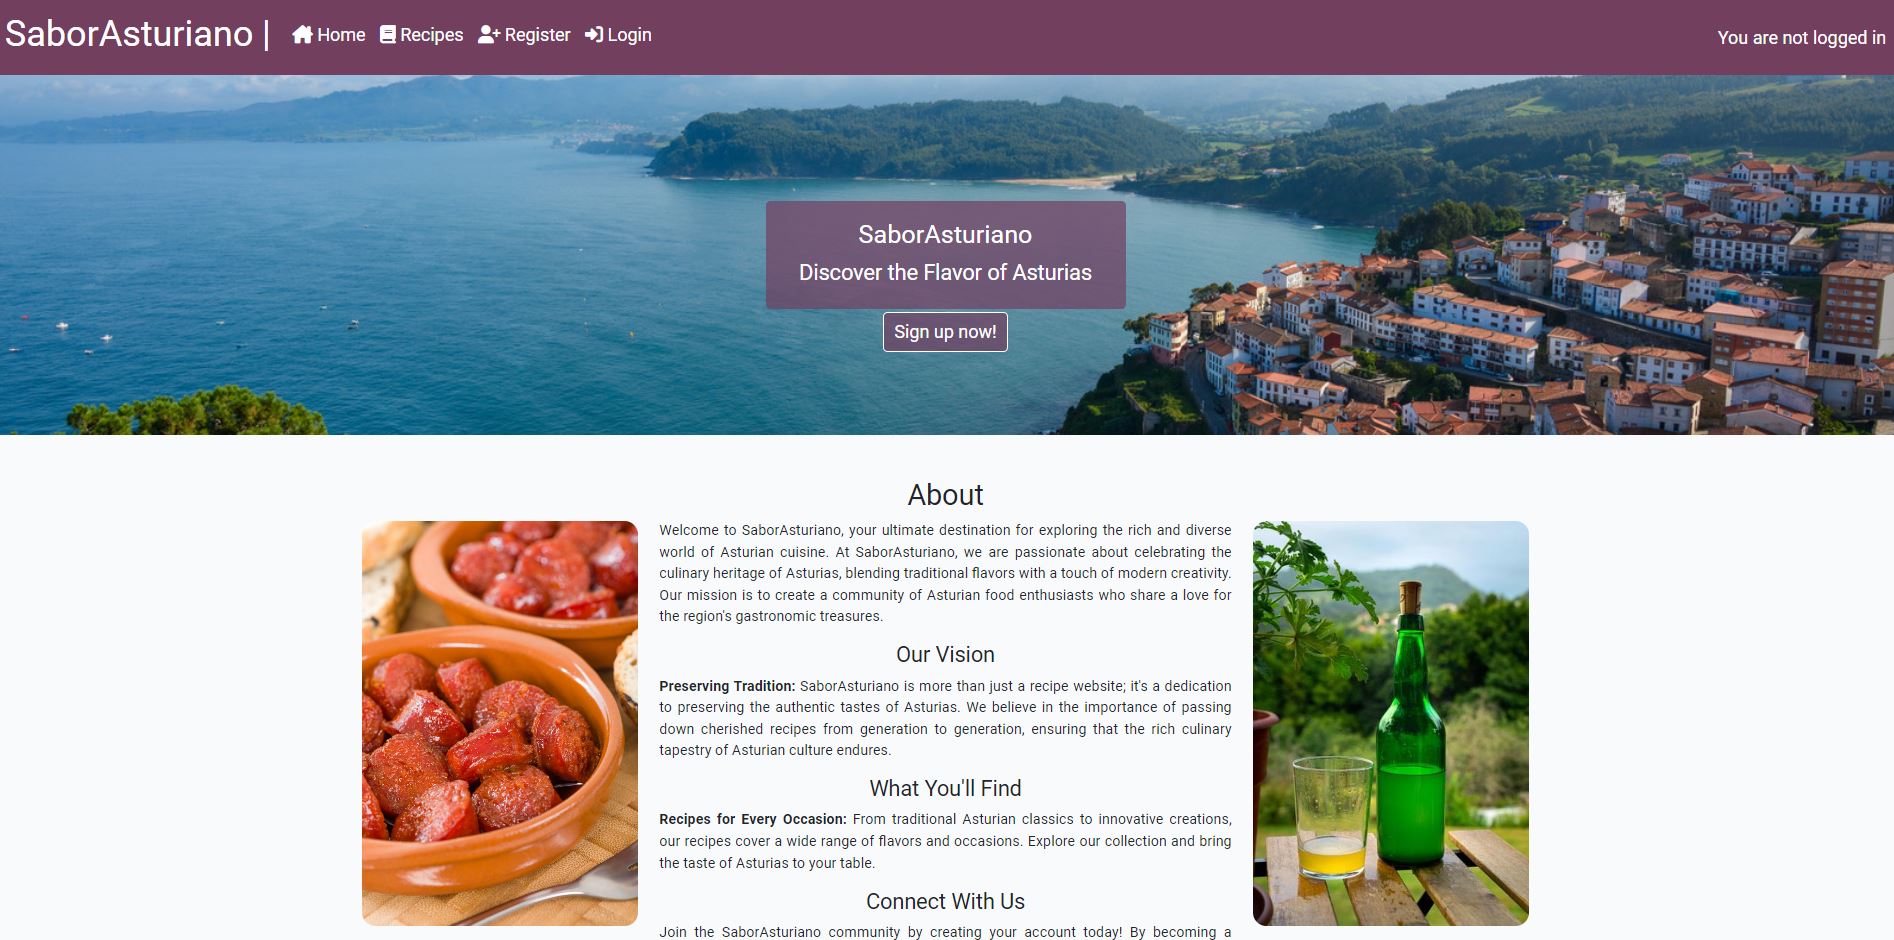 SaborAsturiano | Home Recipes Register Login You are not logged in
SaborAsturiano
Discover the Flavor of Asturias
Sign up now!
About
Welcome to SaborAsturiano, your ultimate destination for exploring the rich and diverse
world of Asturian cuisine. At SaborAsturiano, we are passionate about celebrating the
culinary heritage of Asturias, blending traditional flavors with a touch of modern creativity.
Our mission is to create a community of Asturian food enthusiasts who share a love for
the region's gastronomic treasures.
Our Vision
Preserving Tradition: SaborAsturiano is more than just a recipe website; it's a dedication
to preserving the authentic tastes of Asturias. We believe in the importance of passing
down cherished recipes from generation to generation, ensuring that the rich culinary
tapestry of Asturian culture endures.
What You'll Find
Recipes for Every Occasion: From traditional Asturian classics to innovative creations,
our recipes cover a wide range of flavors and occasions. Explore our collection and bring
the taste of Asturias to your table.
Connect With Us
Join the SaborAsturiano community by creating your account today! By becoming a